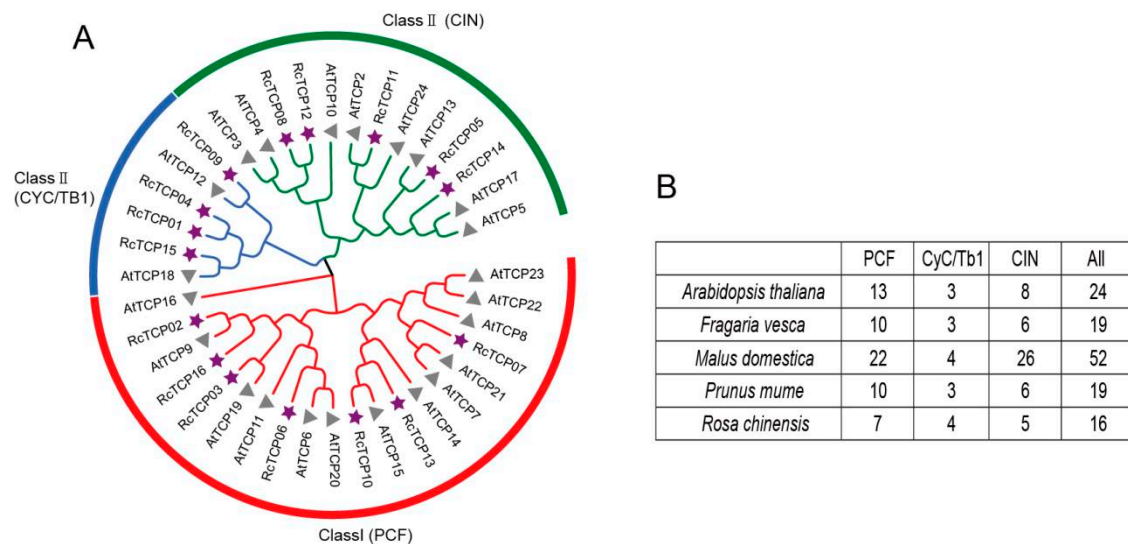 A
Class Ⅱ (CIN)
Class Ⅱ
(CYC/TB1)
ClassⅠ (PCF)
RcTCP09
AtTCP3
AtTCP4
RcTCP08
RcTCP12
AtTCP10
AtTCP2
RcTCP11
AtTCP24
AtTCP13
RcTCP05
RcTCP14
AtTCP17
AtTCP5
AtTCP23
AtTCP22
AtTCP8
RcTCP07
AtTCP21
AtTCP7
AtTCP14
RcTCP13
AtTCP15
RcTCP10
AtTCP20
AtTCP6
RcTCP06
AtTCP11
AtTCP19
RcTCP03
RcTCP16
AtTCP9
RcTCP02
AtTCP16
AtTCP18
RcTCP15
RcTCP01
RcTCP04
AtTCP12
B
PCF CyC/Tb1 CIN All
Arabidopsis thaliana 13 3 8 24
Fragaria vesca 10 3 6 19
Malus domestica 22 4 26 52
Prunus mume 10 3 6 19
Rosa chinensis 7 4 5 16